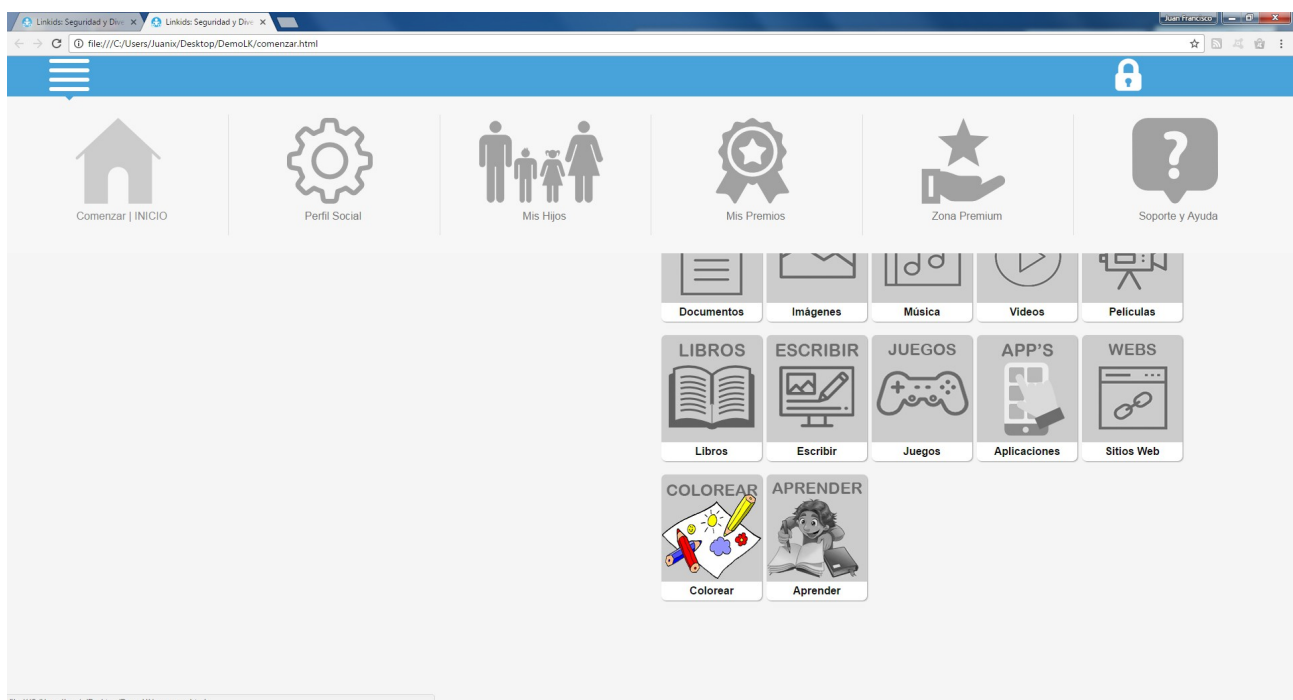 Linkids: Seguridad y Dive
Linkids: Seguridad y Dive
Juan Francisco
file:///C:/Users/Juanix/Desktop/DemoLK/comenzar.html
Comenzar | INICIO
Perfil Social
Mis Hijos
Mis Premios
Zona Premium
Soporte y Ayuda
Documentos
Imágenes
Música
Videos
Peliculas
LIBROS
ESCRIBIR
JUEGOS
APP'S
WEBS
Libros
Escribir
Juegos
Aplicaciones
Sitios Web
COLOREAR
APRENDER
Colorear
Aprender